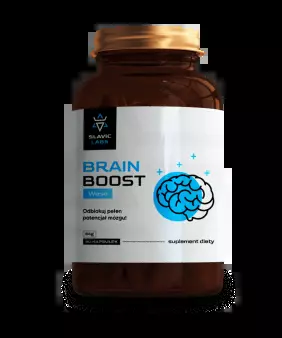 SLAVIC
LABS
BRAIN
BOOST
Odblokuj pełen
potencjał mózgu!
suplement diety